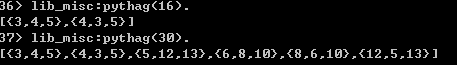 36> lib_misc:pythag(16).
[{3,4,5},{4,3,5}]
37> lib_misc:pythag(30).
[{3,4,5},{4,3,5},{5,12,13},{6,8,10},{8,6,10},{12,5,13}]